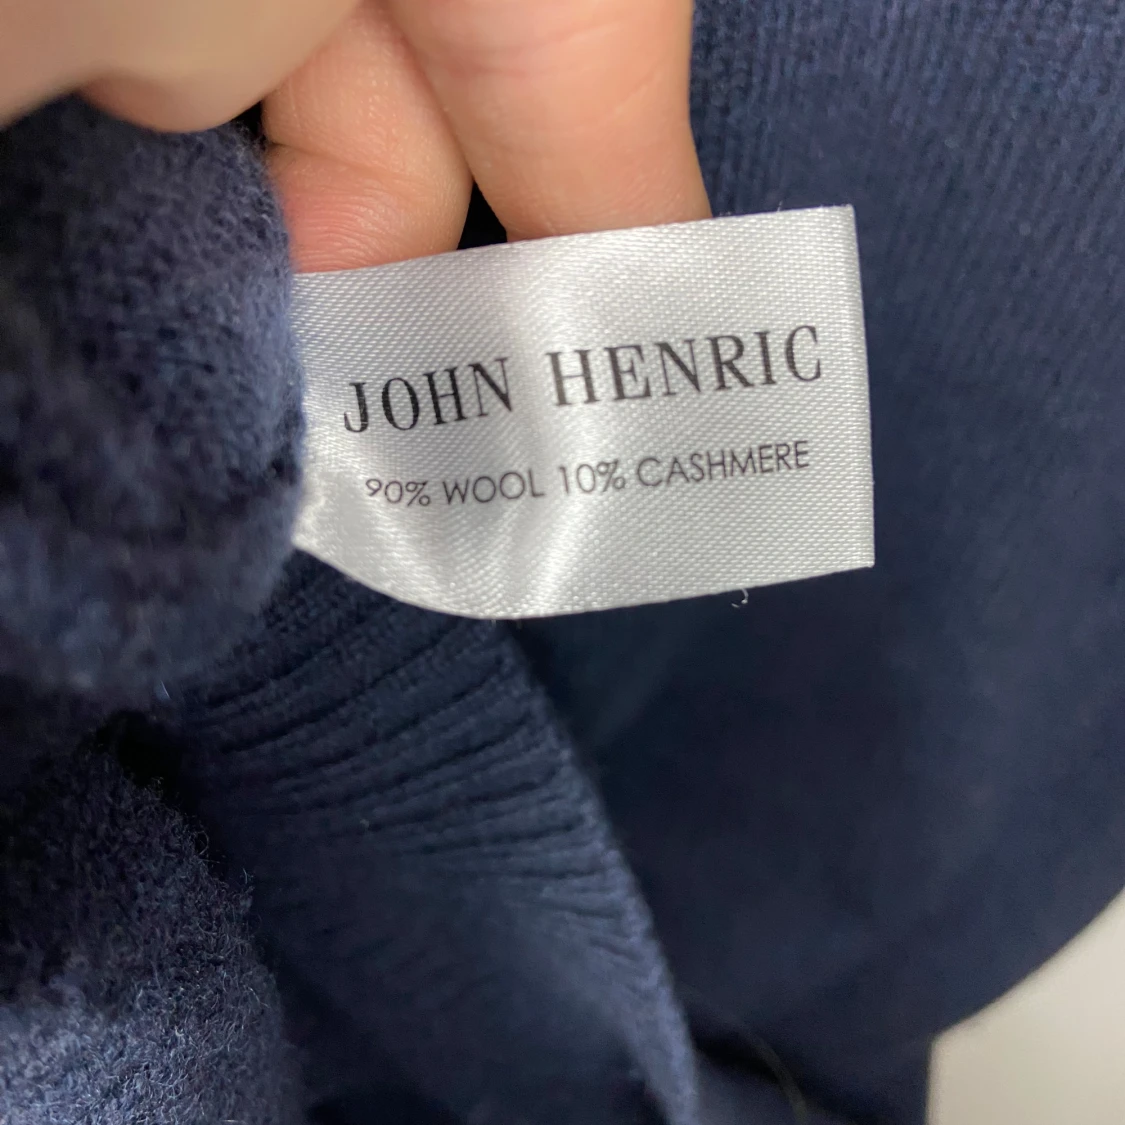 JOHN HENRIC
90% WOOL 10% CASHMERE